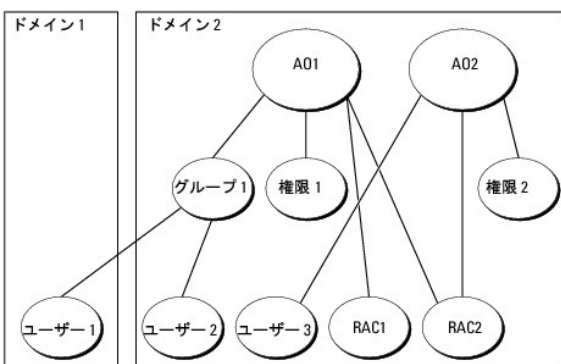 ドメイン1
ドメイン2
A01
A02
グループ1
権限1
権限2
ユーザー1
ユーザー2
ユーザー3
RAC1
RAC2